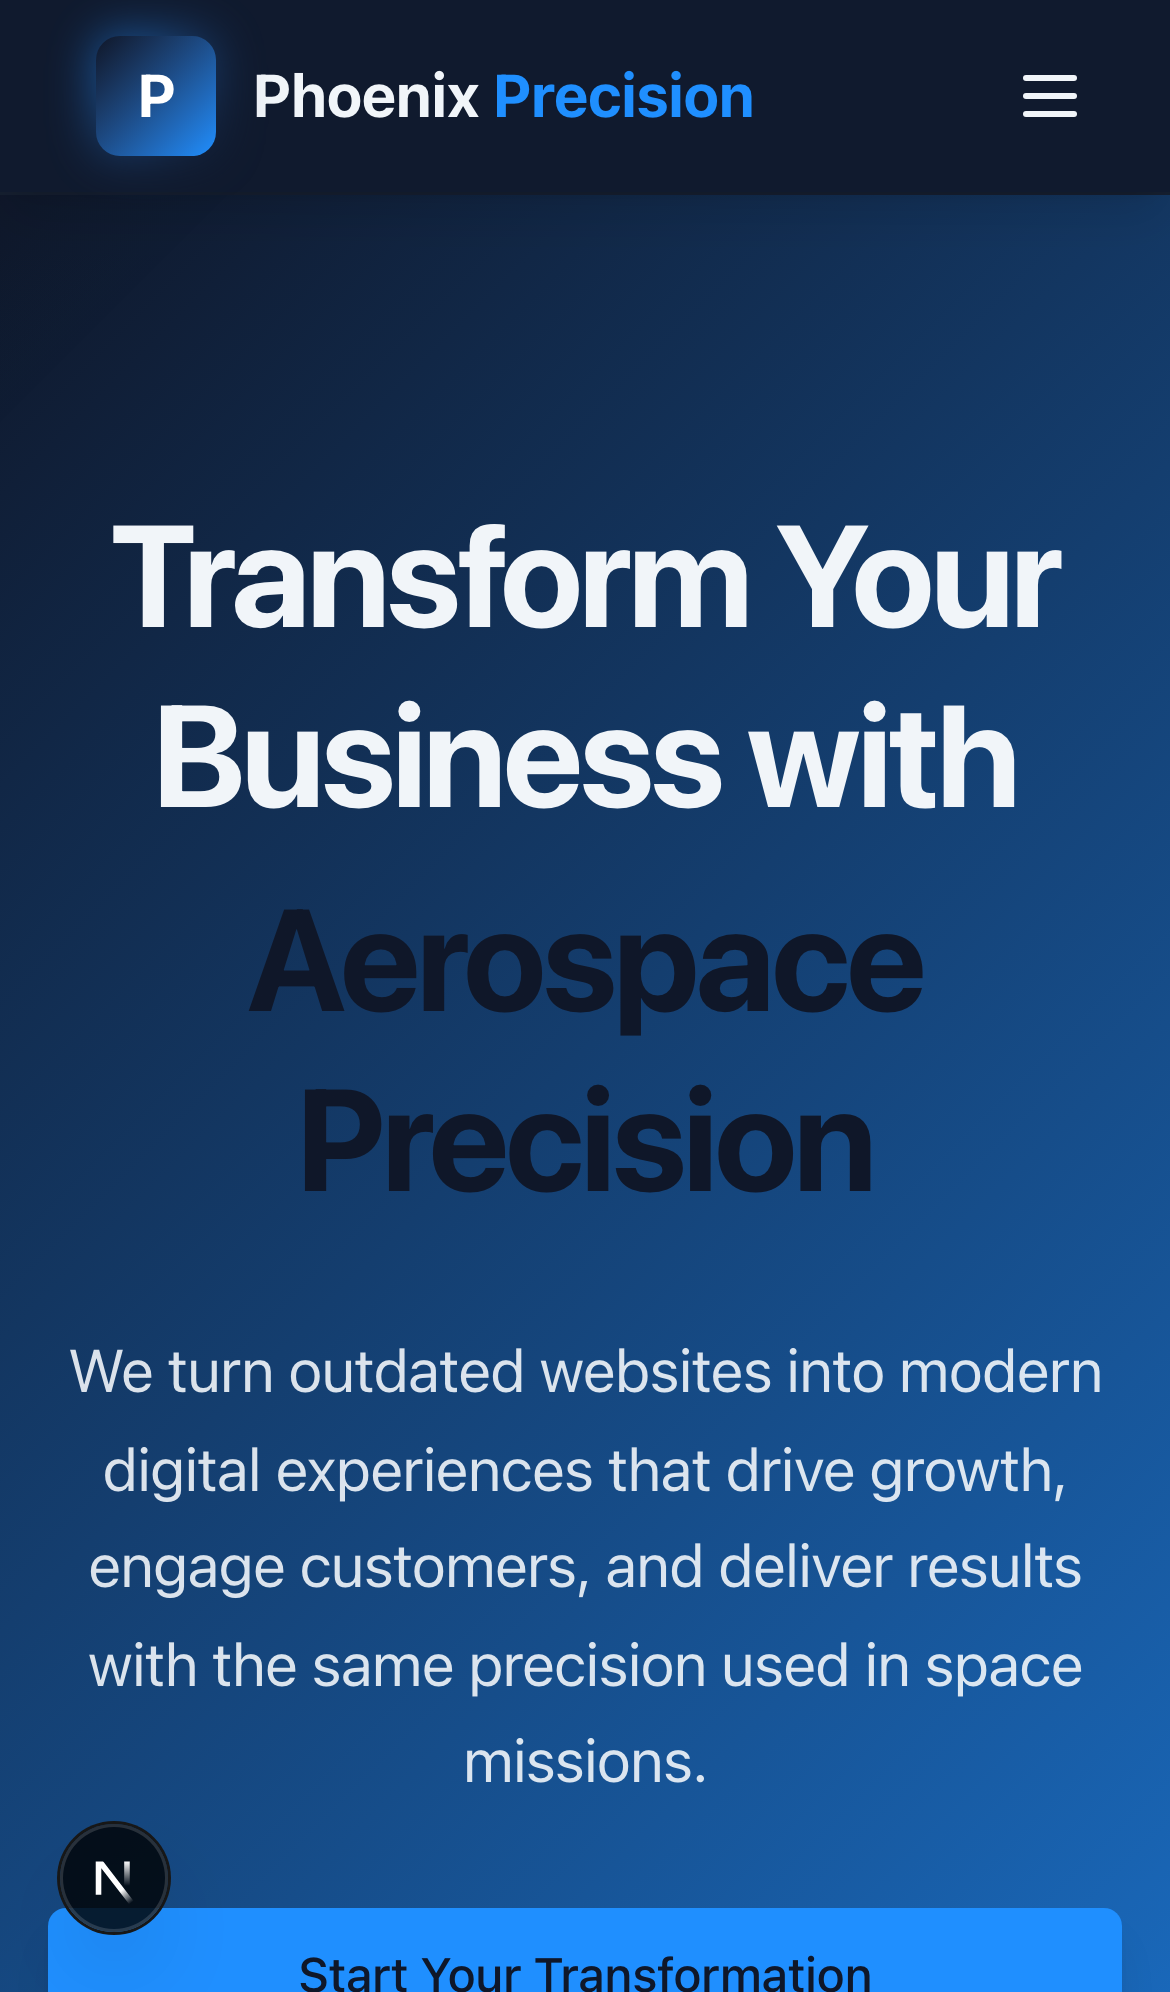 P
Phoenix Precision
Transform Your
Business with
Aerospace
Precision
We turn outdated websites into modern
digital experiences that drive growth,
engage customers, and deliver results
with the same precision used in space
missions.
N
Start Your Transformation